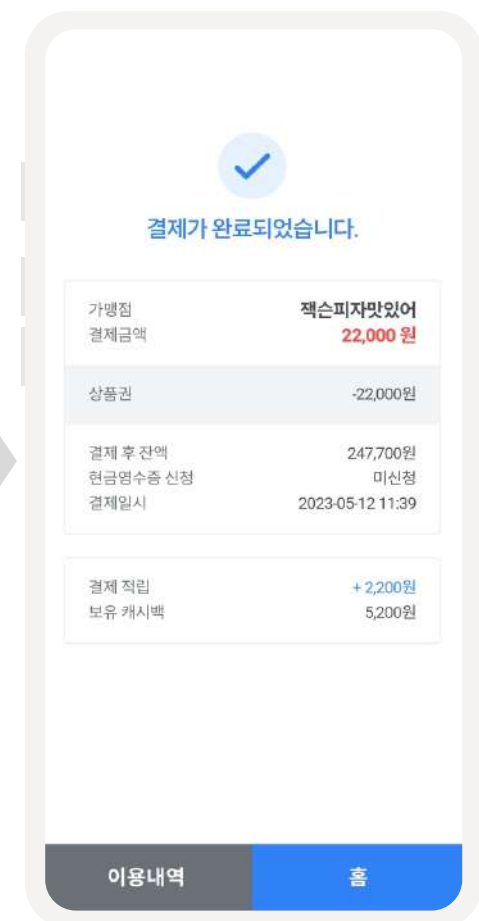 결제가 완료되었습니다.
가맹점 잭슨피자맛있어
결제금액 22,000 원
상품권 -22,000원
결제 후 잔액 247,700원
현금영수증 신청 미신청
결제일시 2023-05-12 11:39
결제 적립 +2,200원
보유 캐시백 5,200원
이용내역 홈